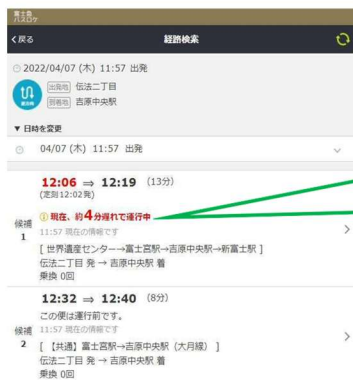 富士急
バスロケ
く戻る
経路検索
2022/04/07 (木) 11:57 出発
出発地 伝法二丁目
到着地 吉原中央駅
▼ 日時を変更
04/07 (木) 11:57 出発
12:06 ⇒ 12:19 (13分)
(定刻12:02発)
候補
1
現在、約4分遅れで運行中
11:57 現在の情報です
[ 世界遺産センター→富士宮駅→吉原中央駅→新富士駅 ]
伝法二丁目 発 → 吉原中央駅 着
乗換 0回
12:32 ⇒ 12:40 (8分)
この便は運行前です。
候補
2
11:57 現在の情報です
[ 【共通】富士宮駅→吉原中央駅（大月線） ]
伝法二丁目 発 → 吉原中央駅 着
乗換 0回